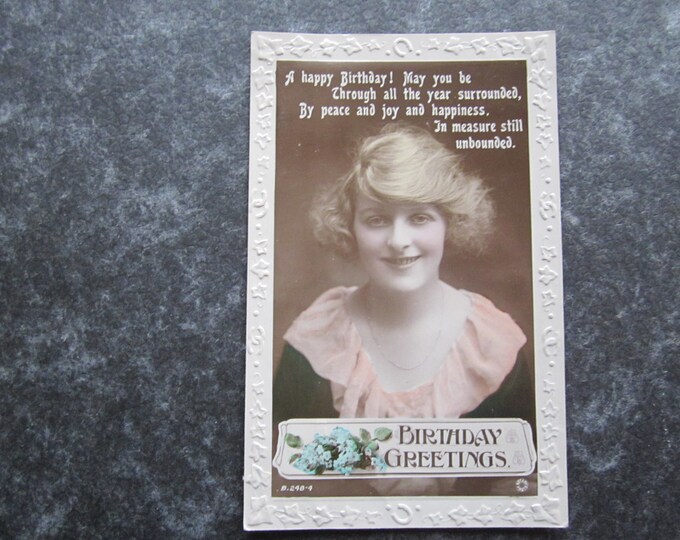 A happy Birthday! May you be
Through all the year surrounded,
By peace and joy and happiness.
In measure still
unbounded.
BIRTHDAY
GREETINGS.
B.248-4